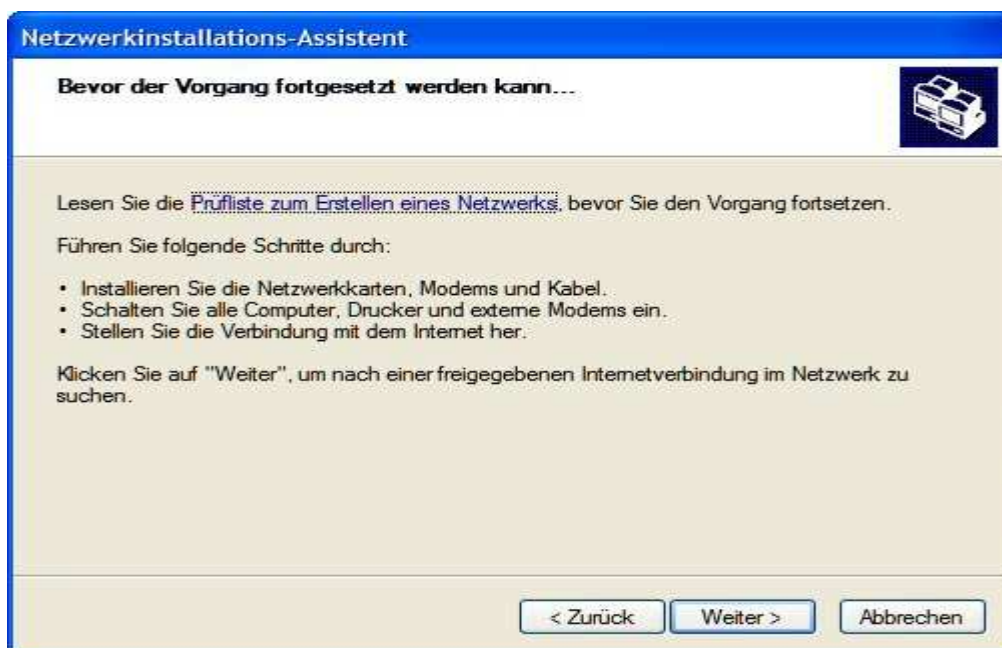 Netzwerkinstallations-Assistent
Bevor der Vorgang fortgesetzt werden kann...
Lesen Sie die Prüfliste zum Erstellen eines Netzwerks, bevor Sie den Vorgang fortsetzen.
Führen Sie folgende Schritte durch:
• Installieren Sie die Netzwerkkarten, Modems und Kabel.
• Schalten Sie alle Computer, Drucker und externe Modems ein.
• Stellen Sie die Verbindung mit dem Internet her.
Klicken Sie auf "Weiter", um nach einer freigegebenen Internetverbindung im Netzwerk zu
suchen.
< Zurück Weiter > Abbrechen